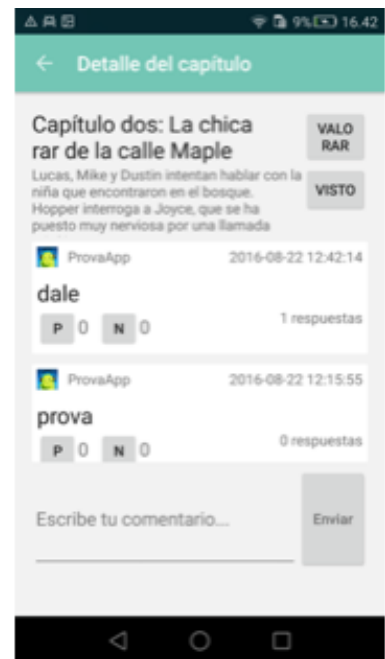 9% 16.42
Detalle del capítulo
Capítulo dos: La chica
rar de la calle Maple
VALO
RAR
Lucas, Mike y Dustin intentan hablar con la
niña que encontraron en el bosque.
Hopper interroga a Joyce, que se ha
puesto muy nerviosa por una llamada
VISTO
ProvaApp 2016-08-22 12:42:14
dale
P 0 N 0 1 respuestas
ProvaApp 2016-08-22 12:15:55
prova
P 0 N 0 0 respuestas
Escribe tu comentario... Enviar